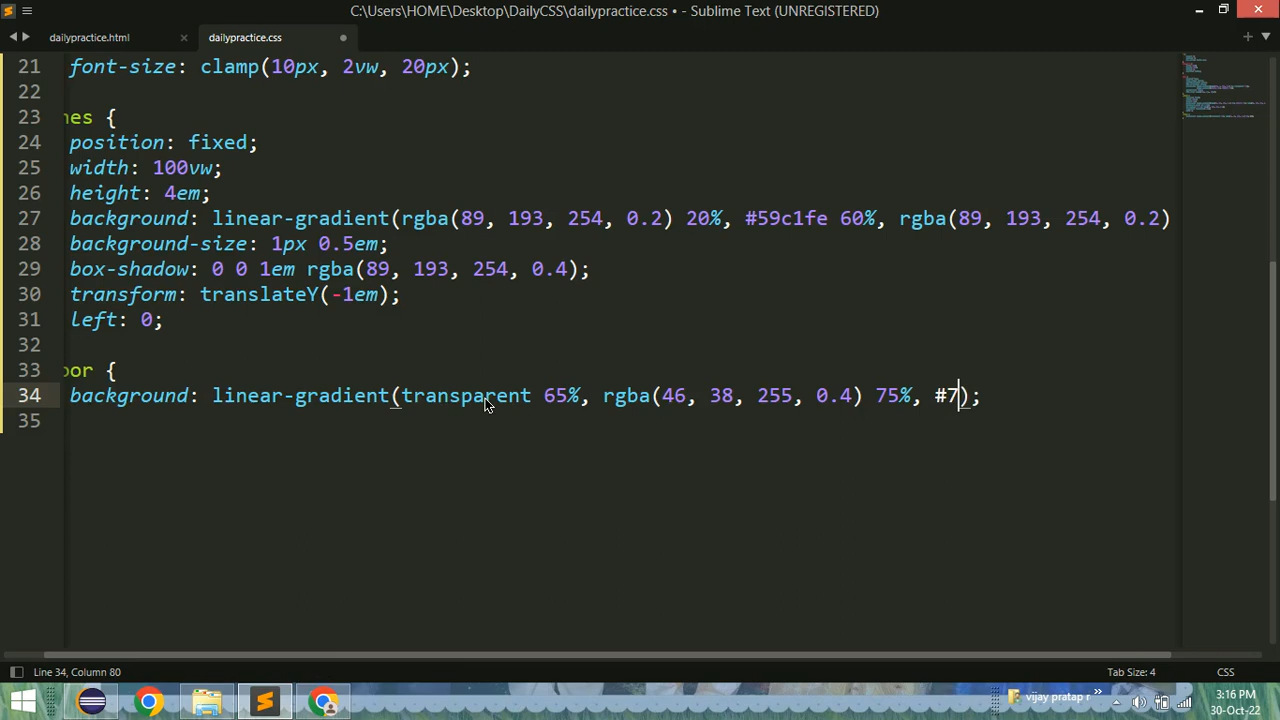 C:\Users\HOME\Desktop\DailyCSS\dailypractice.css • - Sublime Text (UNREGISTERED)
dailypractice.html
dailypractice.css
21 font-size: clamp(10px, 2vw, 20px);
22
23 nes {
24 position: fixed;
25 width: 100vw;
26 height: 4em;
27 background: linear-gradient(rgba(89, 193, 254, 0.2) 20%, #59c1fe 60%, rgba(89, 193, 254, 0.2)
28 background-size: 1px 0.5em;
29 box-shadow: 0 0 1em rgba(89, 193, 254, 0.4);
30 transform: translateY(-1em);
31 left: 0;
32
33 oor {
34 background: linear-gradient(transparent 65%, rgba(46, 38, 255, 0.4) 75%, #7);
35
Line 34, Column 80
Tab Size: 4
CSS
vijay pratap r
3:16 PM
30-Oct-22